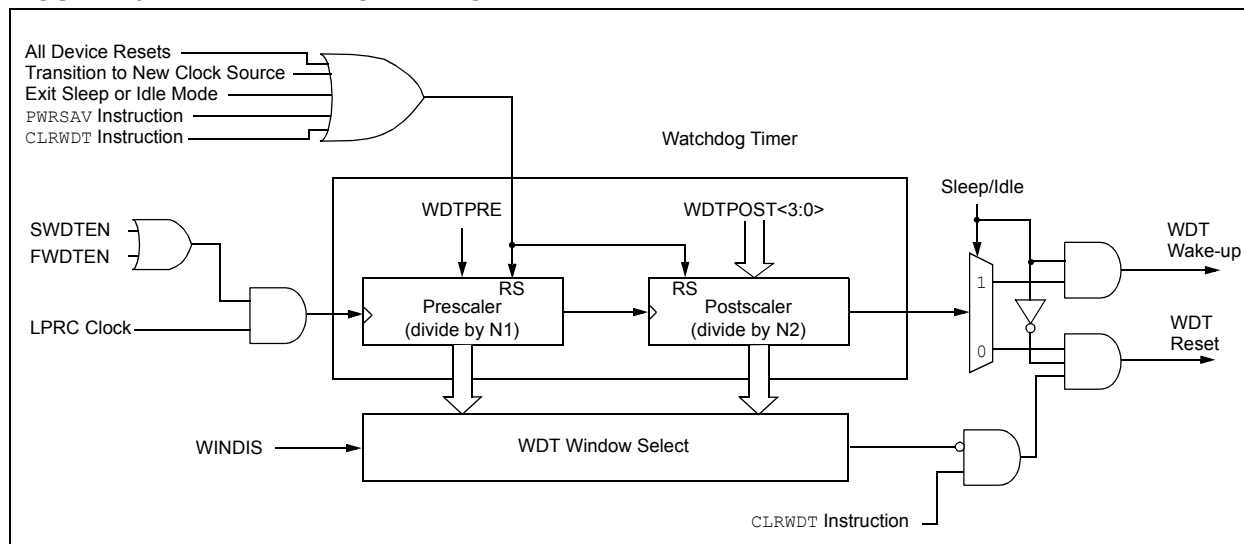 All Device Resets
Transition to New Clock Source
Exit Sleep or Idle Mode
PWRSAV Instruction
CLRWDT Instruction
Watchdog Timer
Sleep/Idle
WDTPRE
WDTPOST<3:0>
SWDTEN
FWDTEN
WDT
Wake-up
RS
RS
1
Prescaler
(divide by N1)
Postscaler
(divide by N2)
LPRC Clock
WDT
Reset
0
WINDIS
WDT Window Select
CLRWDT Instruction